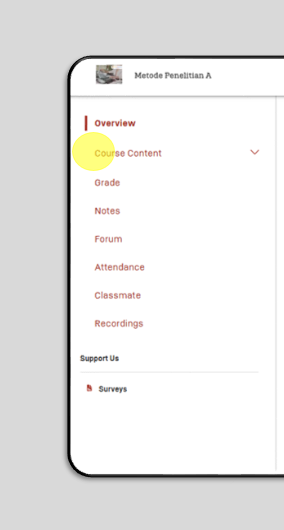 Metode Penelitian A
Overview
Course Content
Grade
Notes
Forum
Attendance
Classmate
Recordings
Support Us
Surveys